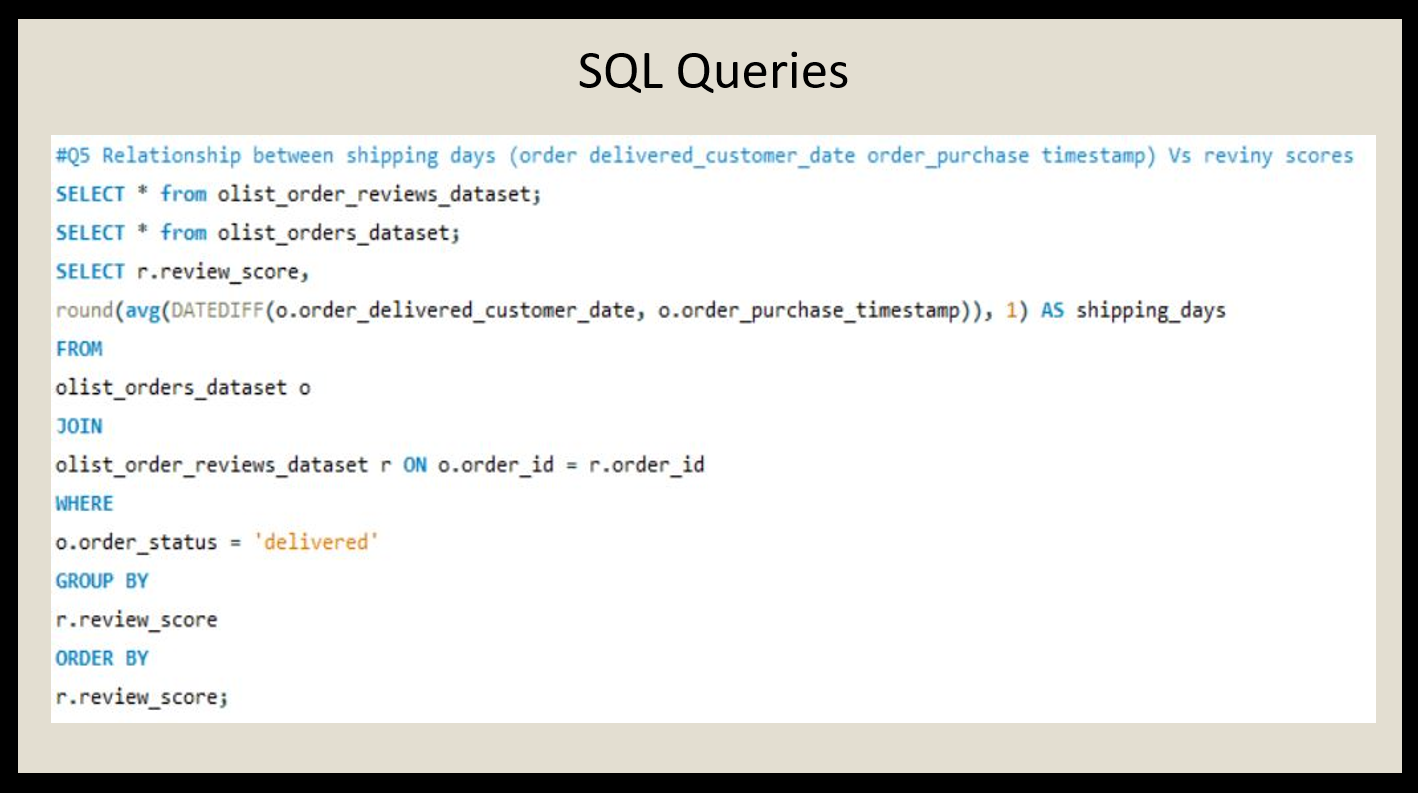 SQL Queries
#Q5 Relationship between shipping days (order delivered_customer_date order_purchase timestamp) Vs reviny scores
SELECT * from olist_order_reviews_dataset;
SELECT * from olist_orders_dataset;
SELECT r.review_score,
round(avg(DATEDIFF(o.order_delivered_customer_date, o.order_purchase_timestamp)), 1) AS shipping_days
FROM
olist_orders_dataset o
JOIN
olist_order_reviews_dataset r ON o.order_id = r.order_id
WHERE
o.order_status = 'delivered'
GROUP BY
r.review_score
ORDER BY
r.review_score;